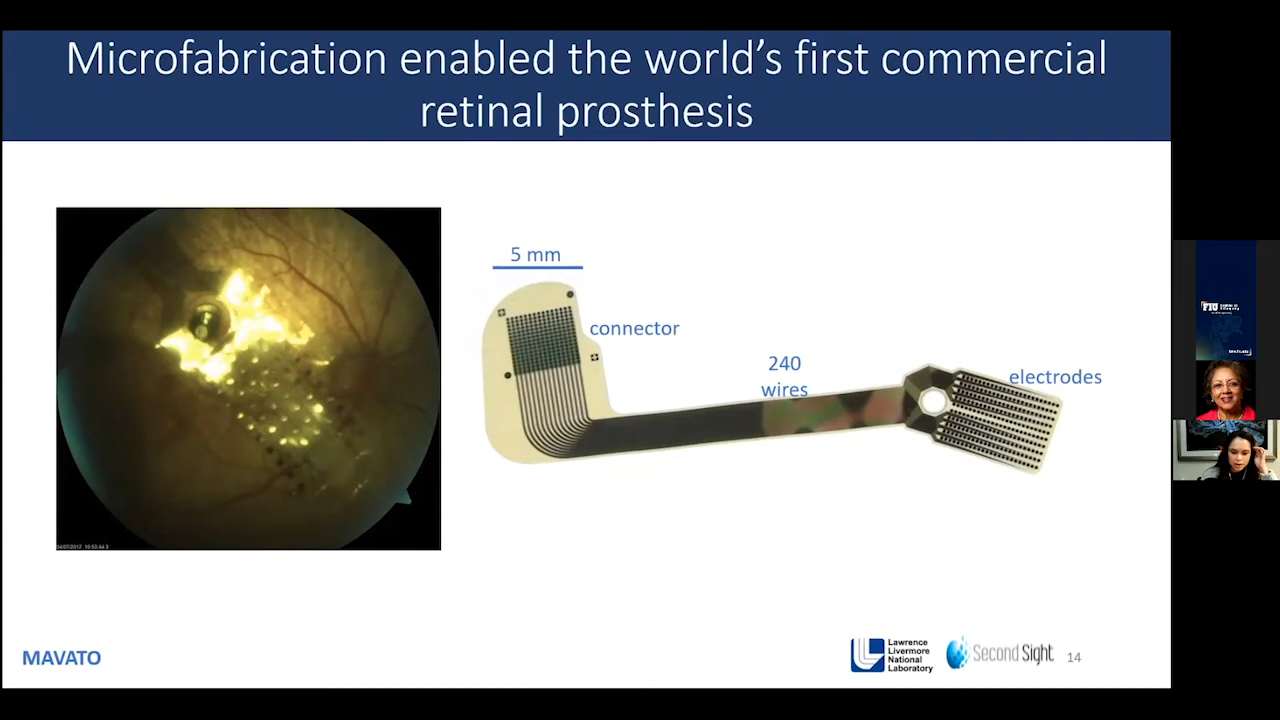 Microfabrication enabled the world's first commercial
retinal prosthesis
5 mm
connector
240
wires
electrodes
MAVATO
Lawrence
Livermore
National
Laboratory
Second Sight
14